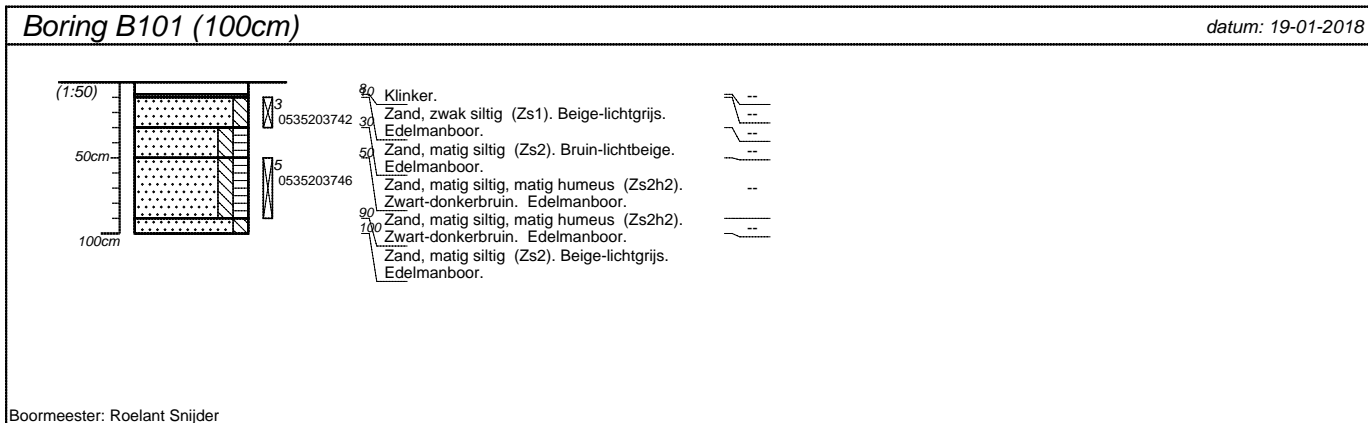 Boring B101 (100cm)
datum: 19-01-2018
(1:50)
50cm
100cm
3
0535203742
5
0535203746
8
10
30
50
90
100
Klinker.
Zand, zwak siltig (Zs1). Beige-lichtgrijs.
Edelmanboor.
Zand, matig siltig (Zs2). Bruin-lichtbeige.
Edelmanboor.
Zand, matig siltig, matig humeus (Zs2h2).
Zwart-donkerbruin. Edelmanboor.
Zand, matig siltig, matig humeus (Zs2h2).
Zwart-donkerbruin. Edelmanboor.
Zand, matig siltig (Zs2). Beige-lichtgrijs.
Edelmanboor.
--
--
--
--
--
--
Boormeester: Roelant Snijder